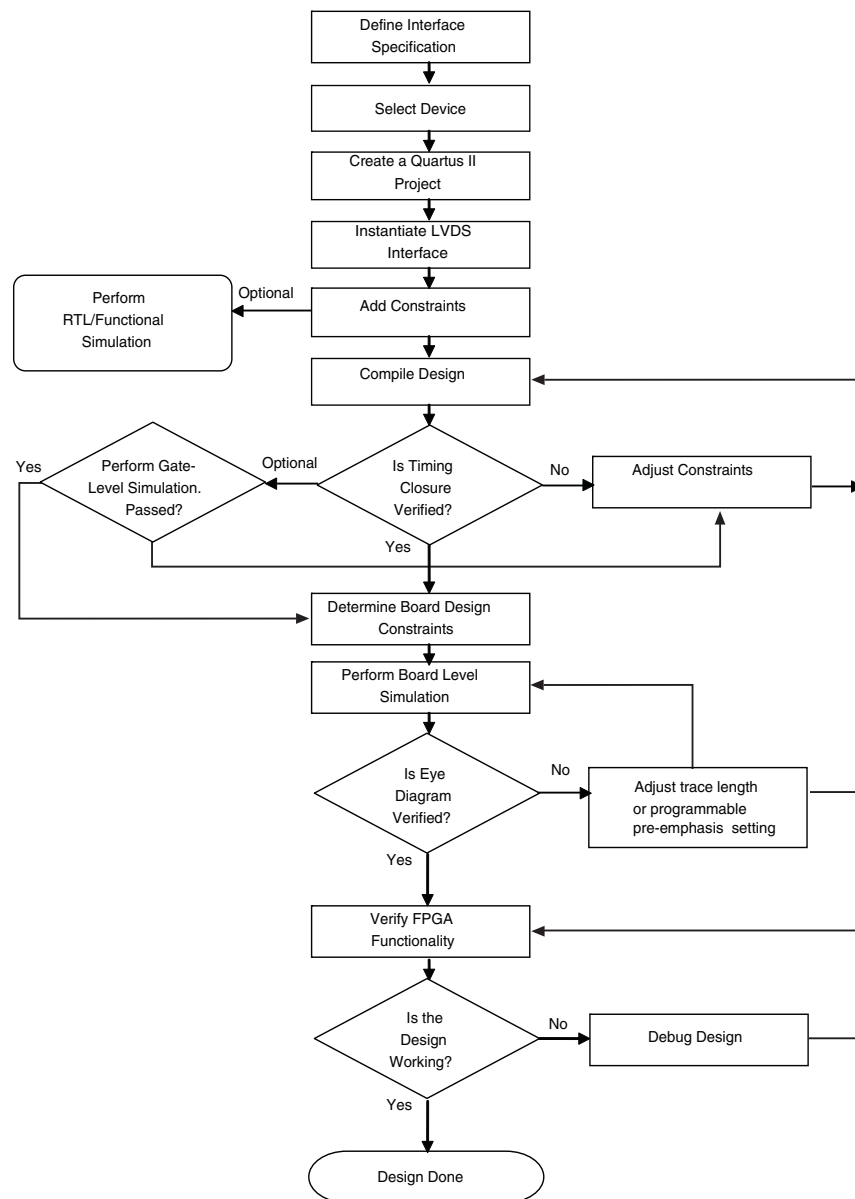 Define Interface
Specification
Select Device
Create a Quartus II
Project
Instantiate LVDS
Interface
Optional
Perform
RTL/Functional
Simulation
Add Constraints
Compile Design
Yes
Perform Gate-
Level Simulation.
Passed?
Optional
Is Timing
Closure
Verified?
No
Adjust Constraints
Yes
Determine Board Design
Constraints
Perform Board Level
Simulation
Is Eye
Diagram
Verified?
No
Adjust trace length
or programmable
pre-emphasis setting
Yes
Verify FPGA
Functionality
Is the
Design
Working?
No
Debug Design
Yes
Design Done